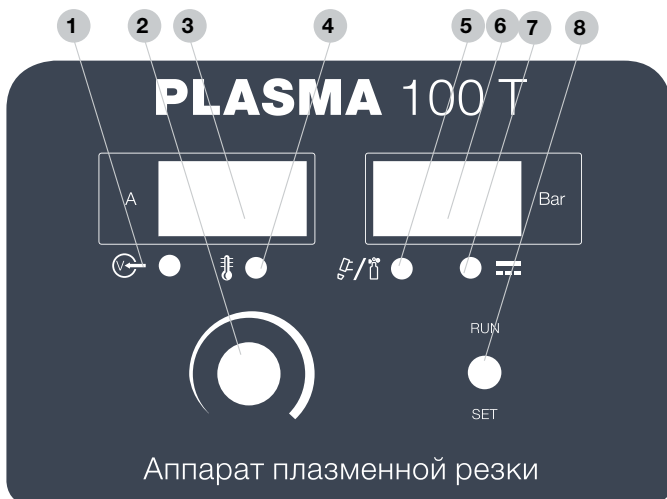 1 2 3 4 5 6 7 8
PLASMA 100 T
A
Bar
V
RUN
SET
Аппарат плазменной резки